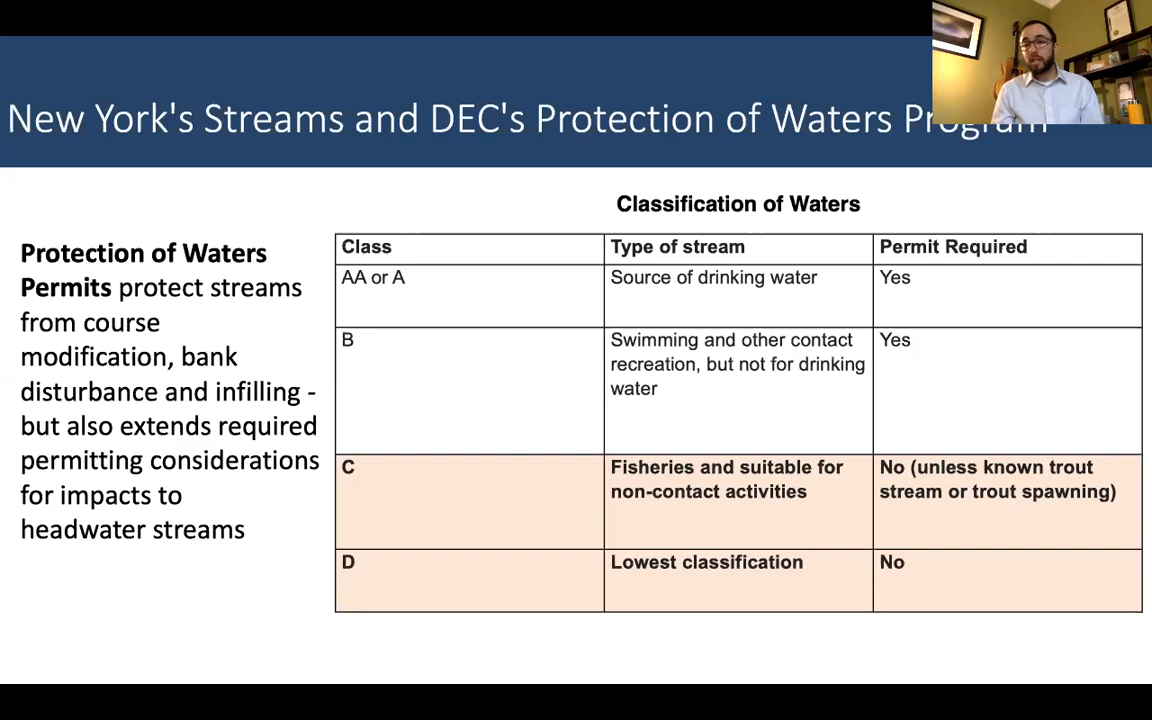 New York's Streams and DEC's Protection of Waters Program
Classification of Waters
Protection of Waters
Permits protect streams
from course
modification, bank
disturbance and infilling -
but also extends required
permitting considerations
for impacts to
headwater streams
Class Type of stream Permit Required
AA or A Source of drinking water Yes
B Swimming and other contact Yes
recreation, but not for drinking
water
C Fisheries and suitable for No (unless known trout
non-contact activities stream or trout spawning)
D Lowest classification No